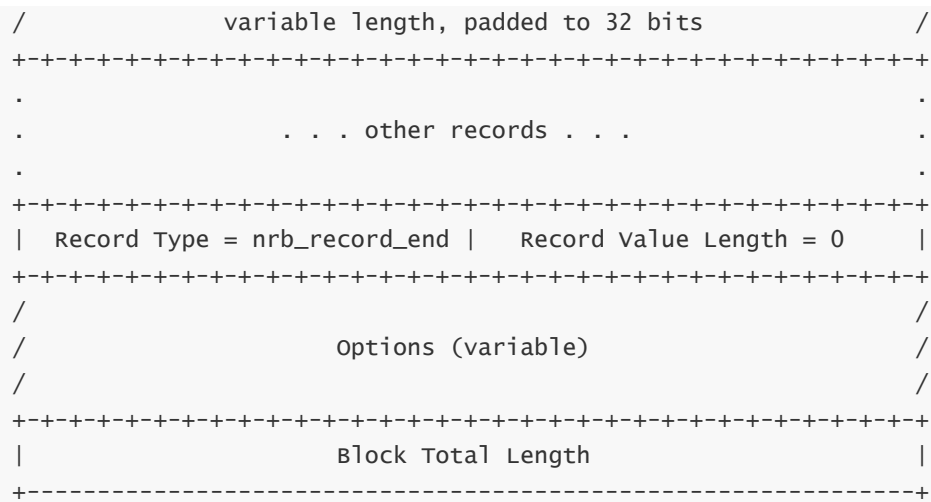 /              variable length, padded to 32 bits               /
+-+-+-+-+-+-+-+-+-+-+-+-+-+-+-+-+-+-+-+-+-+-+-+-+-+-+-+-+-+-+-+-+
.                                                               .
.                  . . . other records . . .                    .
.                                                               .
+-+-+-+-+-+-+-+-+-+-+-+-+-+-+-+-+-+-+-+-+-+-+-+-+-+-+-+-+-+-+-+-+
|  Record Type = nrb_record_end |   Record Value Length = 0     |
+-+-+-+-+-+-+-+-+-+-+-+-+-+-+-+-+-+-+-+-+-+-+-+-+-+-+-+-+-+-+-+-+
/                                                               /
/                      Options (variable)                       /
/                                                               /
+-+-+-+-+-+-+-+-+-+-+-+-+-+-+-+-+-+-+-+-+-+-+-+-+-+-+-+-+-+-+-+-+
|                      Block Total Length                       |
+---------------------------------------------------------------+